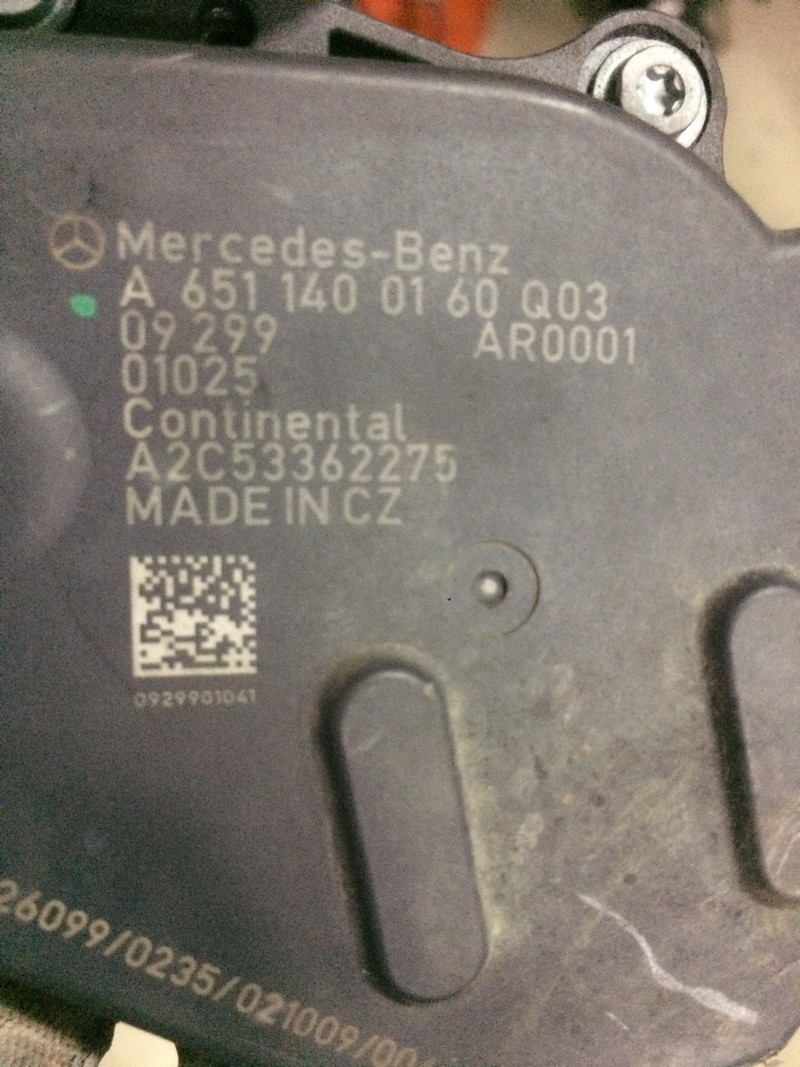 Mercedes-Benz
A 651 140 01 60 Q03
09 299 AR0001
01025
Continental
A2C53362275
MADE IN CZ
0929901041
26099/0235/021009/00